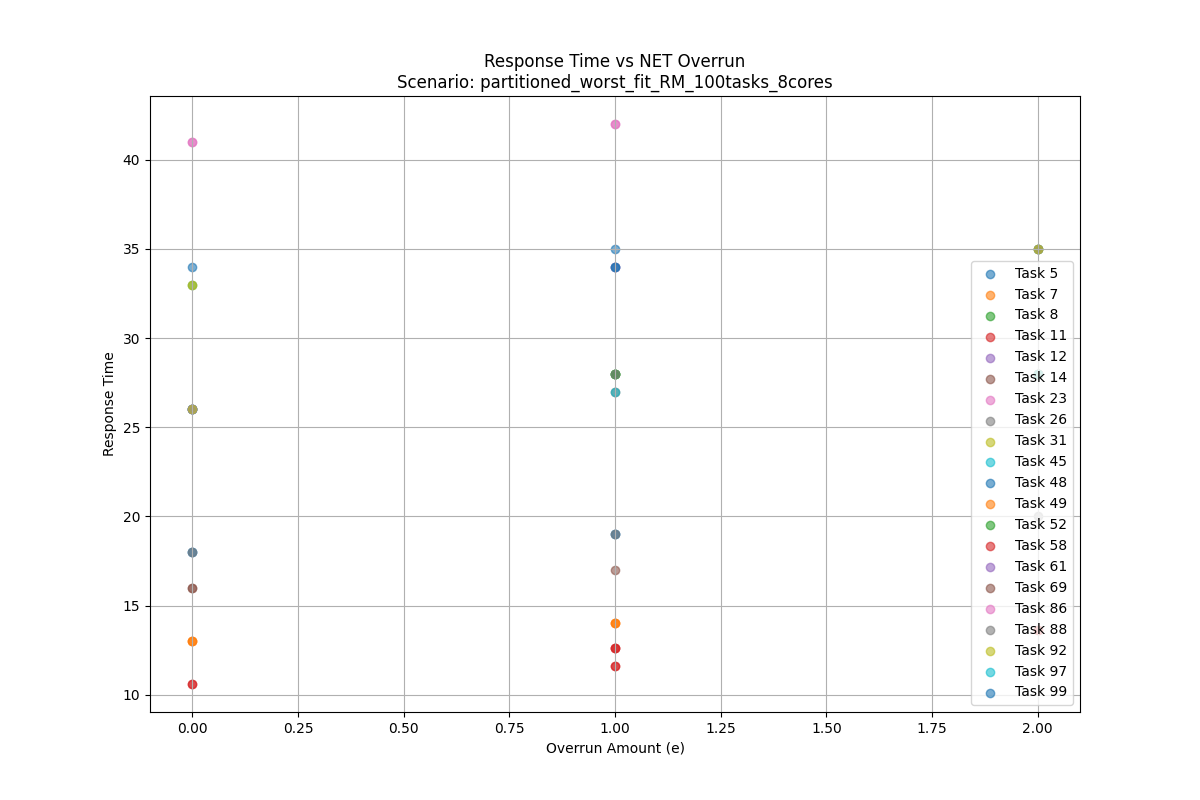 Response Time vs NET Overrun
Scenario: partitioned_worst_fit_RM_100tasks_8cores
Response Time
40
35
30
25
20
15
10
Task 5
Task 7
Task 8
Task 11
Task 12
Task 14
Task 23
Task 26
Task 31
Task 45
Task 48
Task 49
Task 52
Task 58
Task 61
Task 69
Task 86
Task 88
Task 92
Task 97
Task 99
0.00 0.25 0.50 0.75 1.00 1.25 1.50 1.75 2.00
Overrun Amount (e)